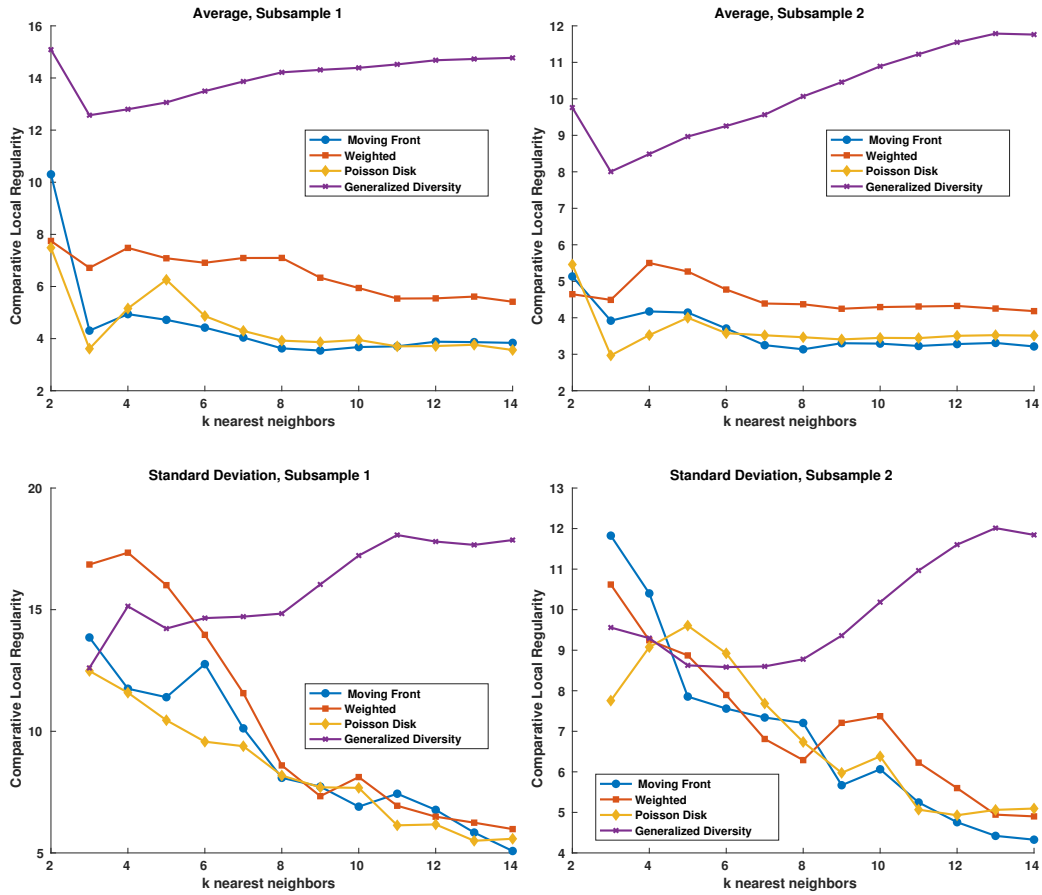 Average, Subsample 1
Comparative Local Regularity
16
14
12
10
8
6
4
2
Moving Front
Weighted
Poisson Disk
Generalized Diversity
2 4 6 8 10 12 14
k nearest neighbors
Average, Subsample 2
Comparative Local Regularity
12
11
10
9
8
7
6
5
4
3
2
Moving Front
Weighted
Poisson Disk
Generalized Diversity
2 4 6 8 10 12 14
k nearest neighbors
Standard Deviation, Subsample 1
Comparative Local Regularity
20
15
10
5
Moving Front
Weighted
Poisson Disk
Generalized Diversity
2 4 6 8 10 12 14
k nearest neighbors
Standard Deviation, Subsample 2
Comparative Local Regularity
13
12
11
10
9
8
7
6
5
4
Moving Front
Weighted
Poisson Disk
Generalized Diversity
2 4 6 8 10 12 14
k nearest neighbors